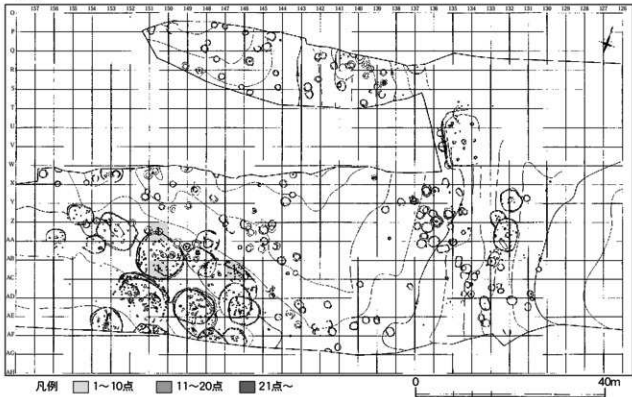 157 156 155 154 153 152 151 150 149 148 147 146 145 144 143 142 141 140 139 138 137 136 135 134 133 132 131 130 129 128 127 126
O
P
Q
R
S
T
U
V
W
X
Y
Z
AA
AB
AC
AD
AE
AF
AG
AH
凡例 1～10点 11～20点 21点～
0 40m